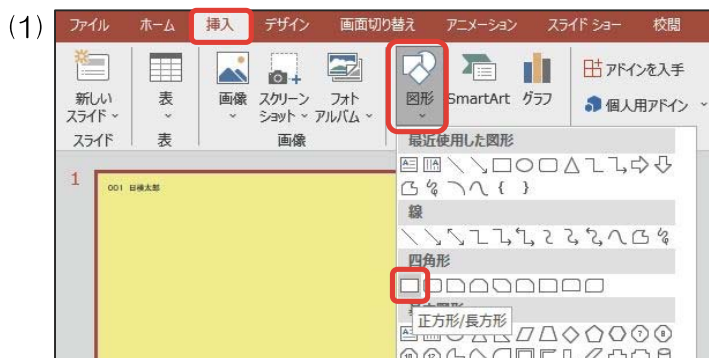 (1)
ファイル ホーム 挿入 デザイン 画面切り替え アニメーション スライド ショー 校閲
新しい
スライド
表
画像
スクリーン
ショット
フォト
アルバム
図形
SmartArt
グラフ
アドインを入手
個人用アドイン
スライド 表 画像
最近使用した図形
線
四角形
正方形/長方形
1
001 日検太郎